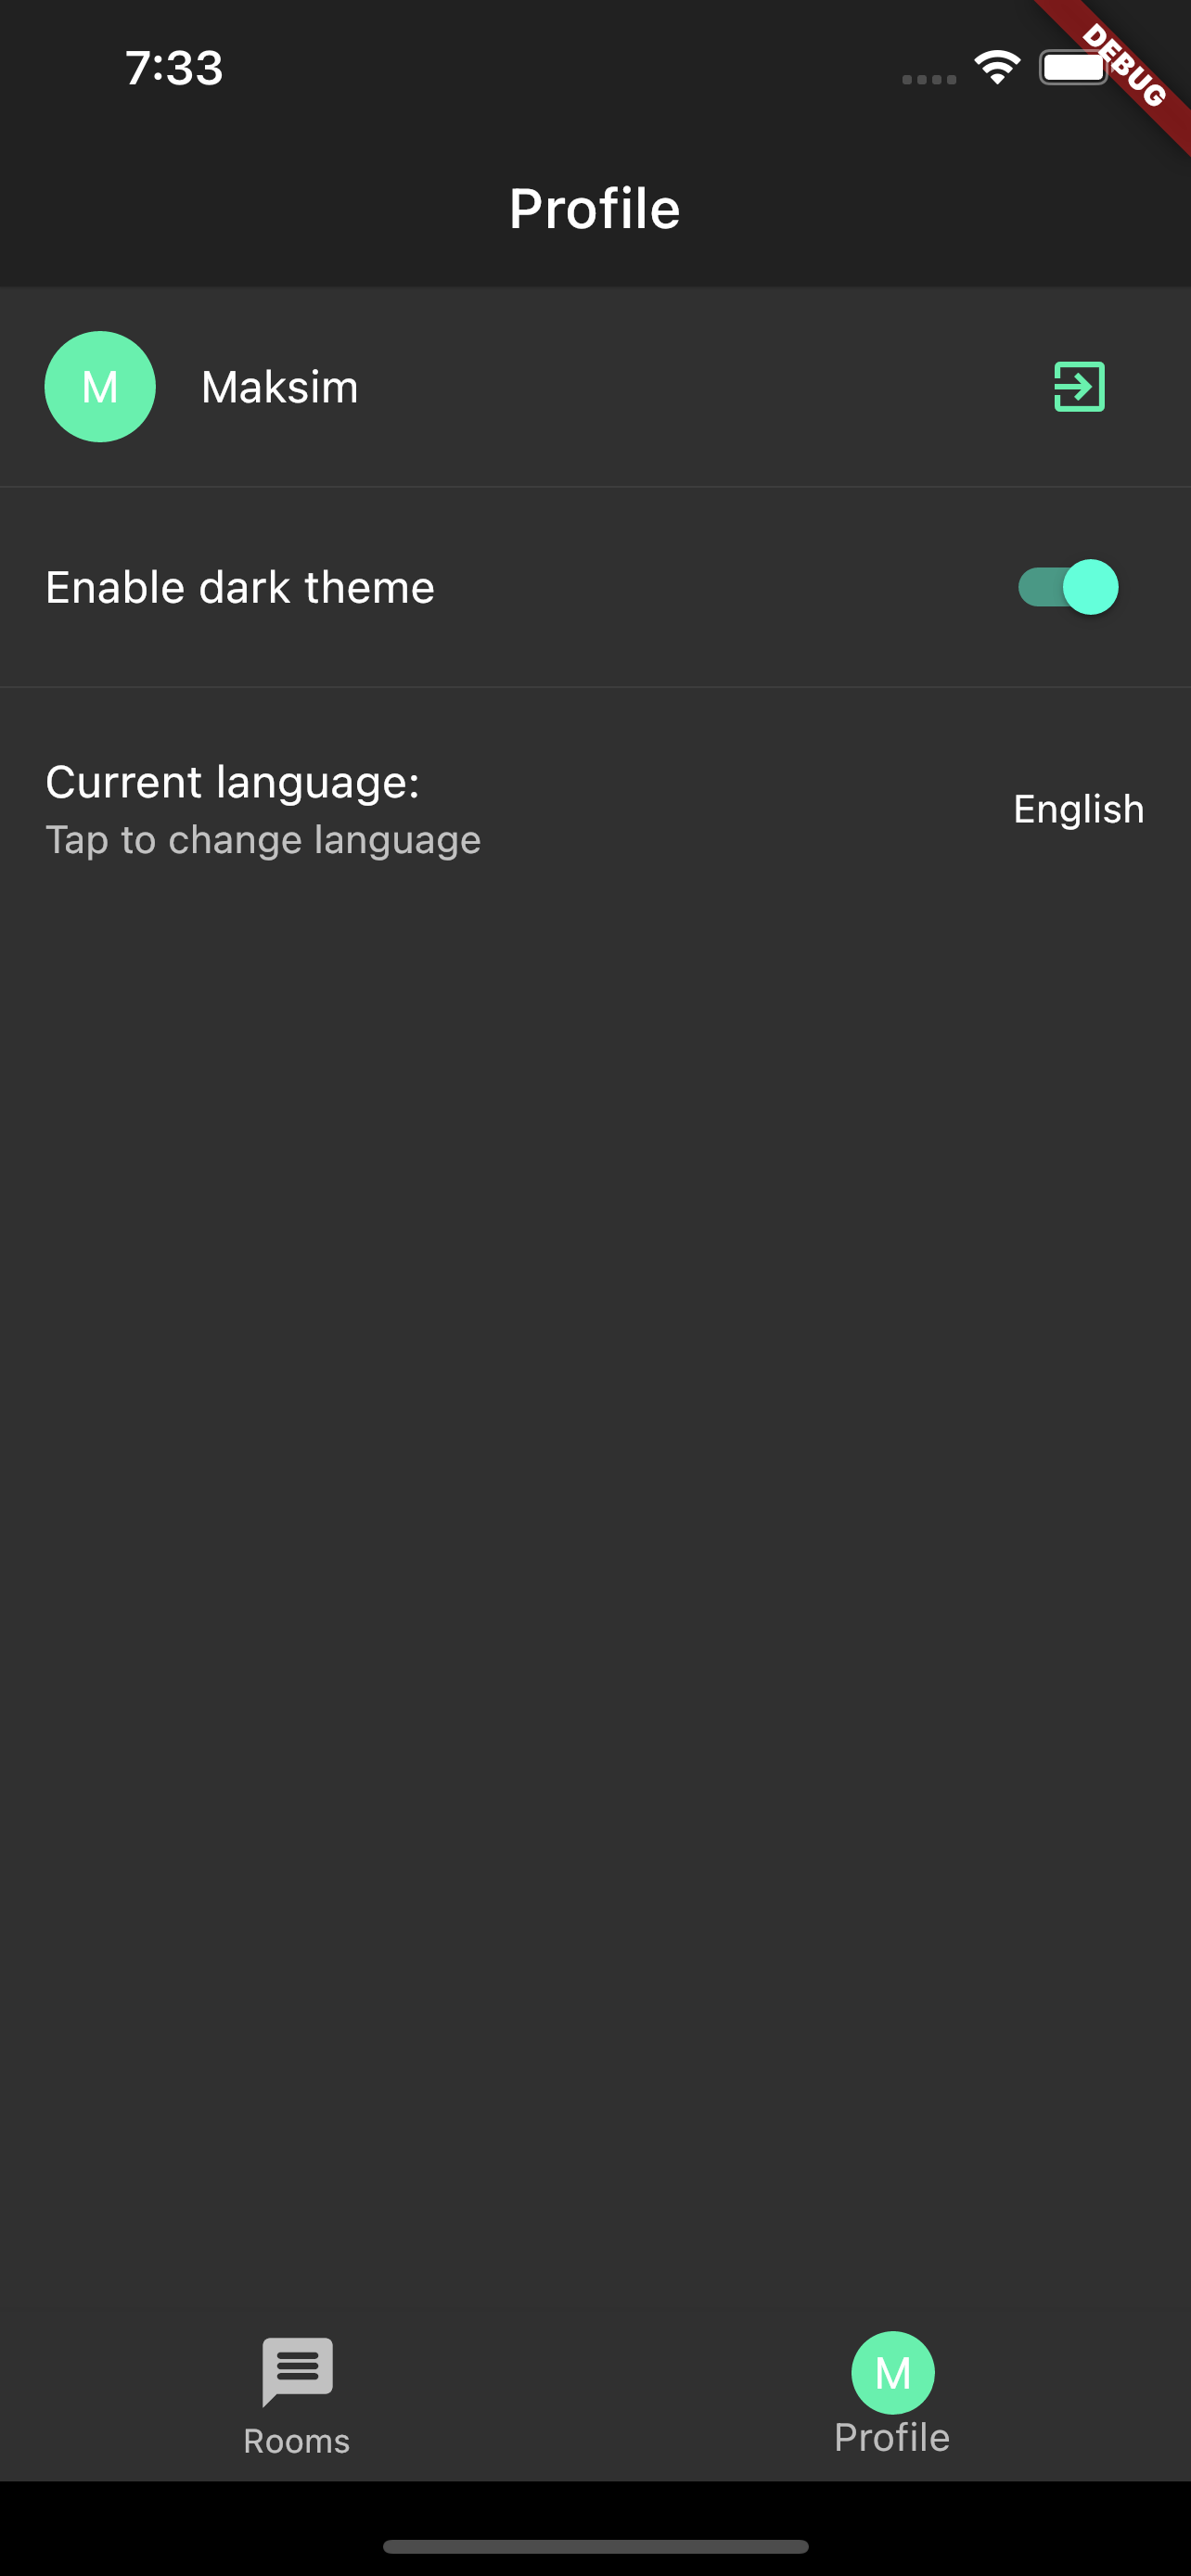 7:33
DEBUG
Profile
M
Maksim
Enable dark theme
Current language:
Tap to change language
English
M
Rooms
Profile